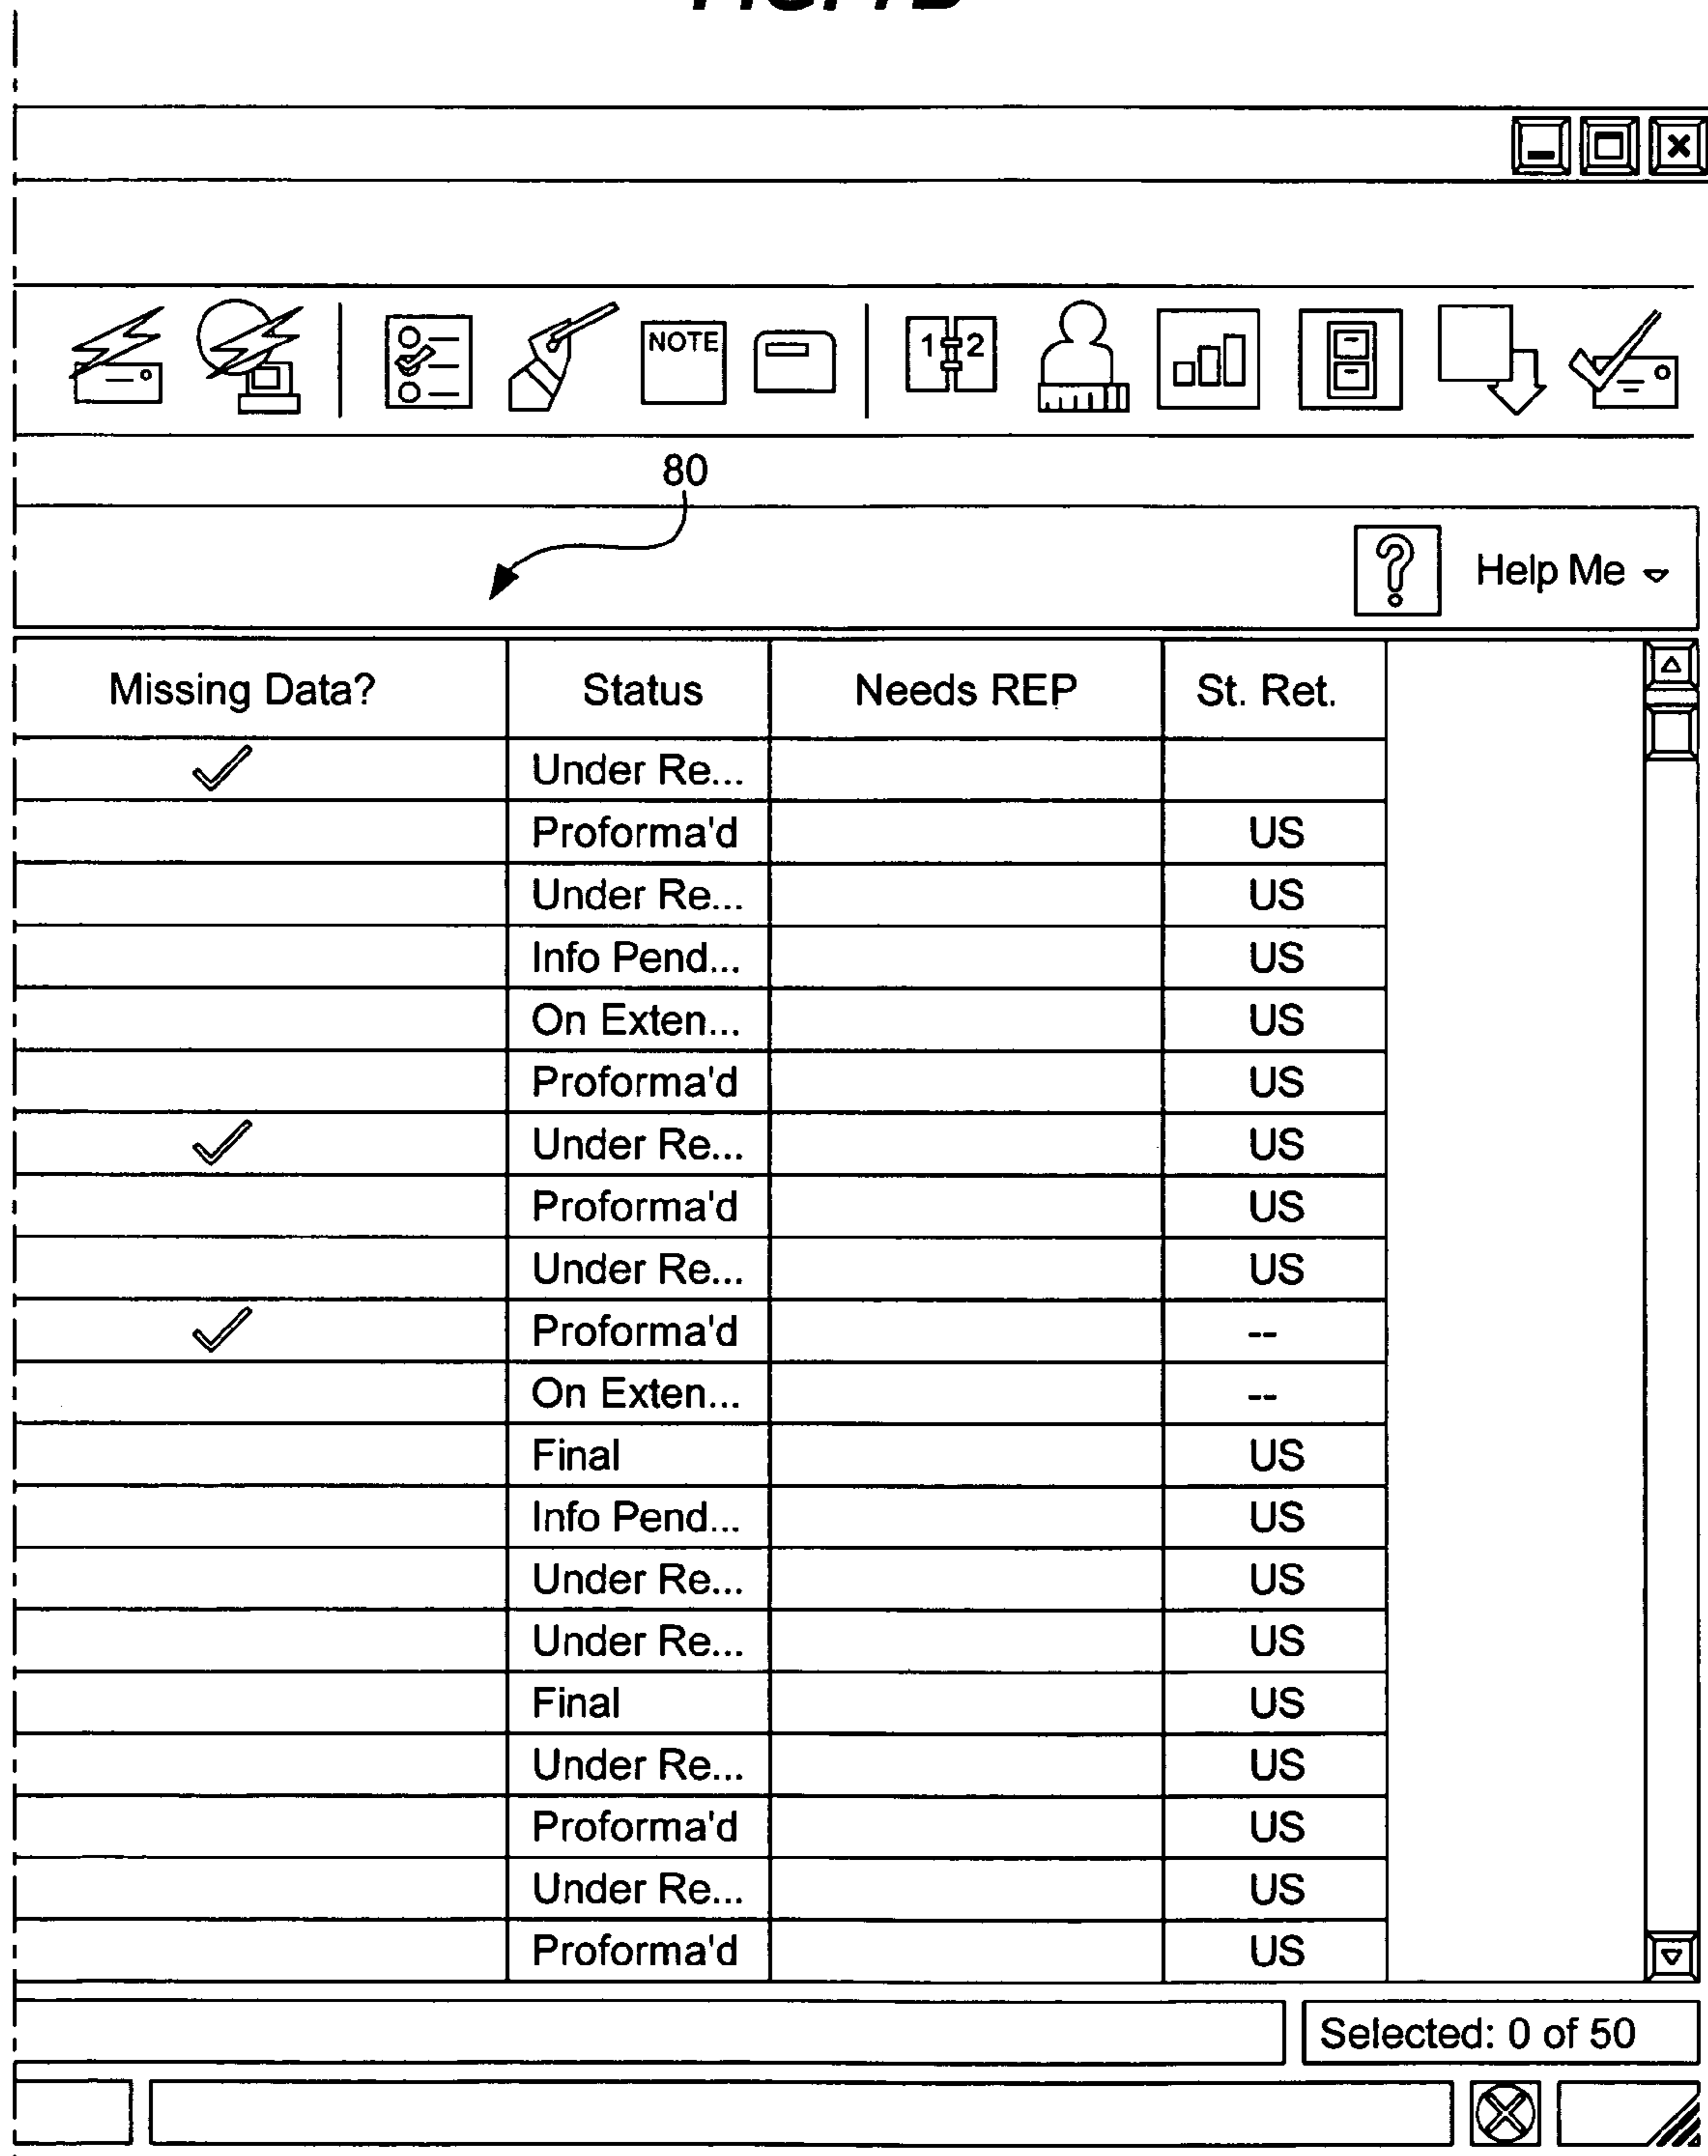 NOTE
1 2
80
? Help Me
Missing Data? Status Needs REP St. Ret.
Under Re...
Proforma'd US
Under Re... US
Info Pend... US
On Exten... US
Proforma'd US
Under Re... US
Proforma'd US
Under Re... US
Proforma'd --
On Exten... --
Final US
Info Pend... US
Under Re... US
Under Re... US
Final US
Under Re... US
Proforma'd US
Under Re... US
Proforma'd US
Selected: 0 of 50